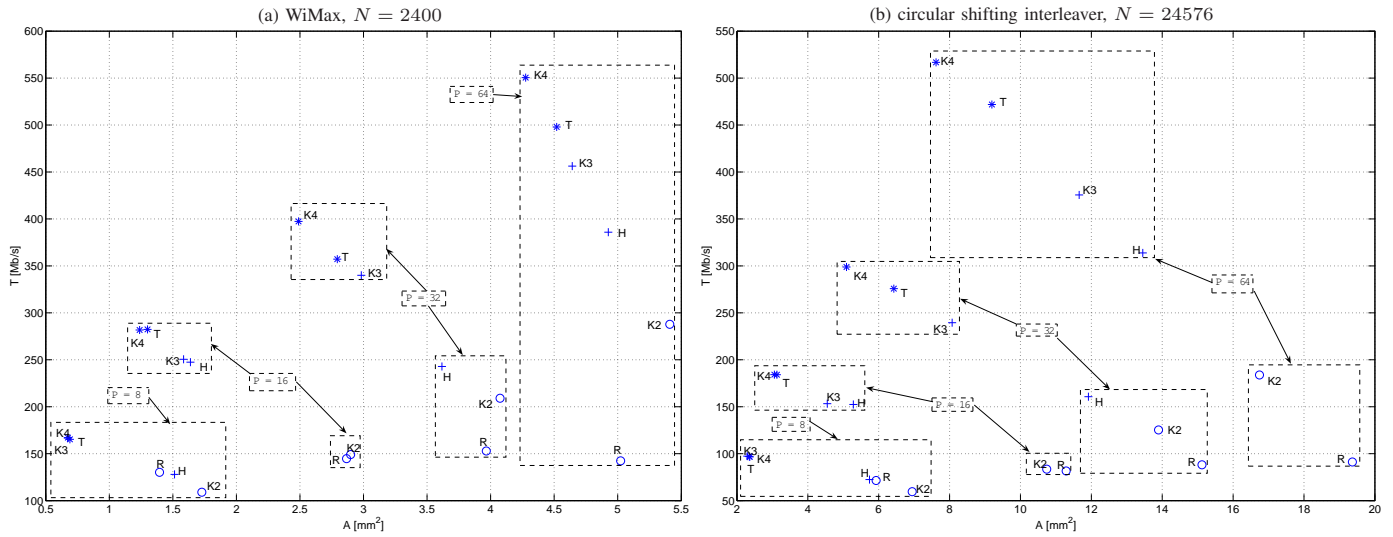 (a) WiMax, N = 2400
600
550
500
450
400
350
300
250
200
150
100
T [Mb/s]
0.5 1 1.5 2 2.5 3 3.5 4 4.5 5 5.5
A [mm²]
K4
P = 64
T
K3
H
K2
R
K4
T
K3
P = 32
H
K2
R
K4
T
K3
H
P = 16
K2
R
P = 8
K4
T
K3
R
H
K2
(b) circular shifting interleaver, N = 24576
550
500
450
400
350
300
250
200
150
100
50
T [Mb/s]
2 4 6 8 10 12 14 16 18 20
A [mm²]
K4
T
K3
H
P = 64
K2
R
K4
T
K3
P = 32
H
K2
R
K4
T
K3
H
P = 16
K2
R
P = 8
K3
K4
T
H
R
K2